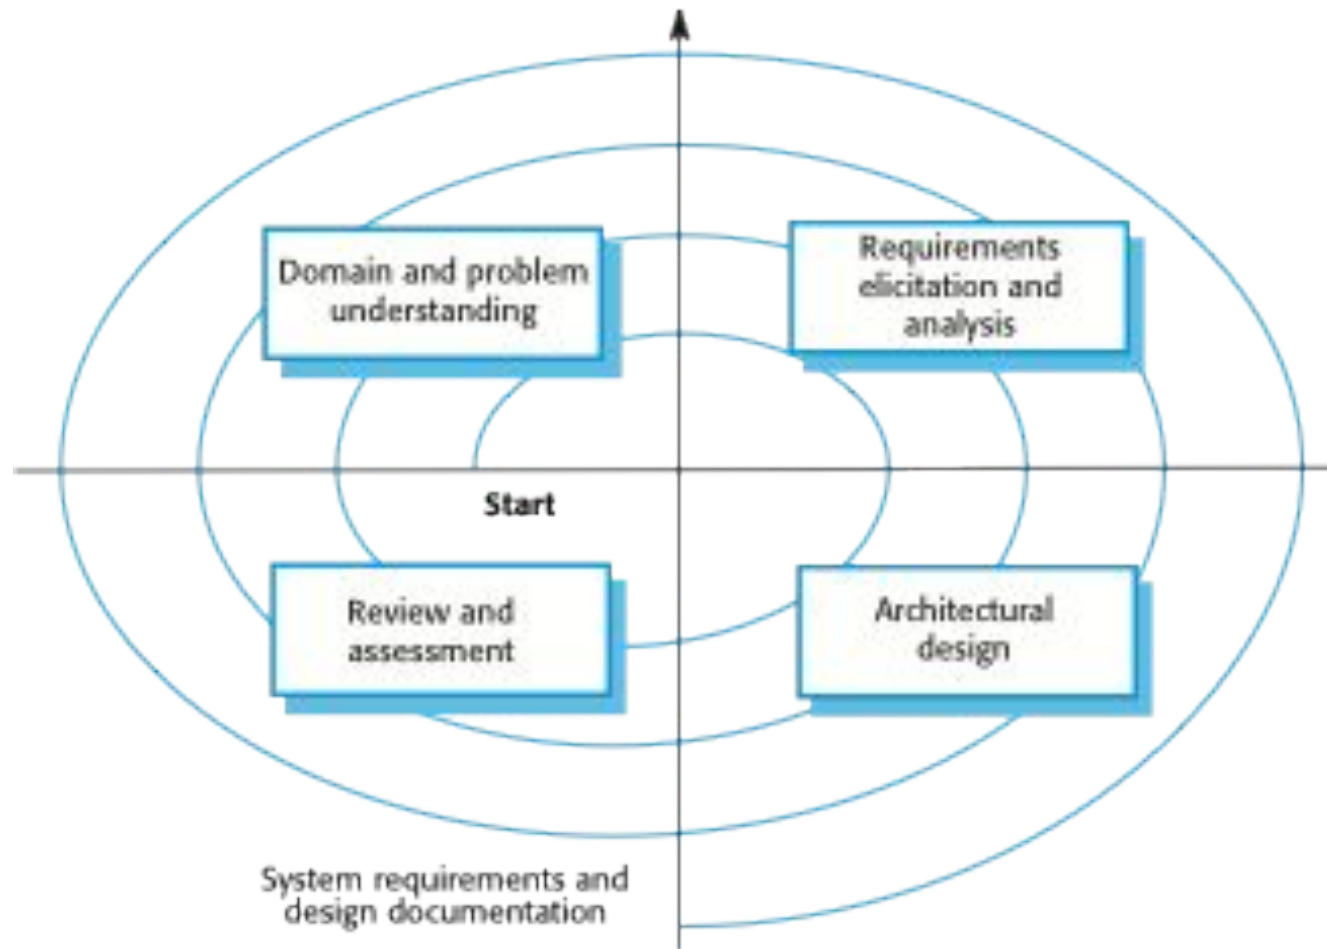 Domain and problem
understanding
Requirements
elicitation and
analysis
Start
Review and
assessment
Architectural
design
System requirements and
design documentation